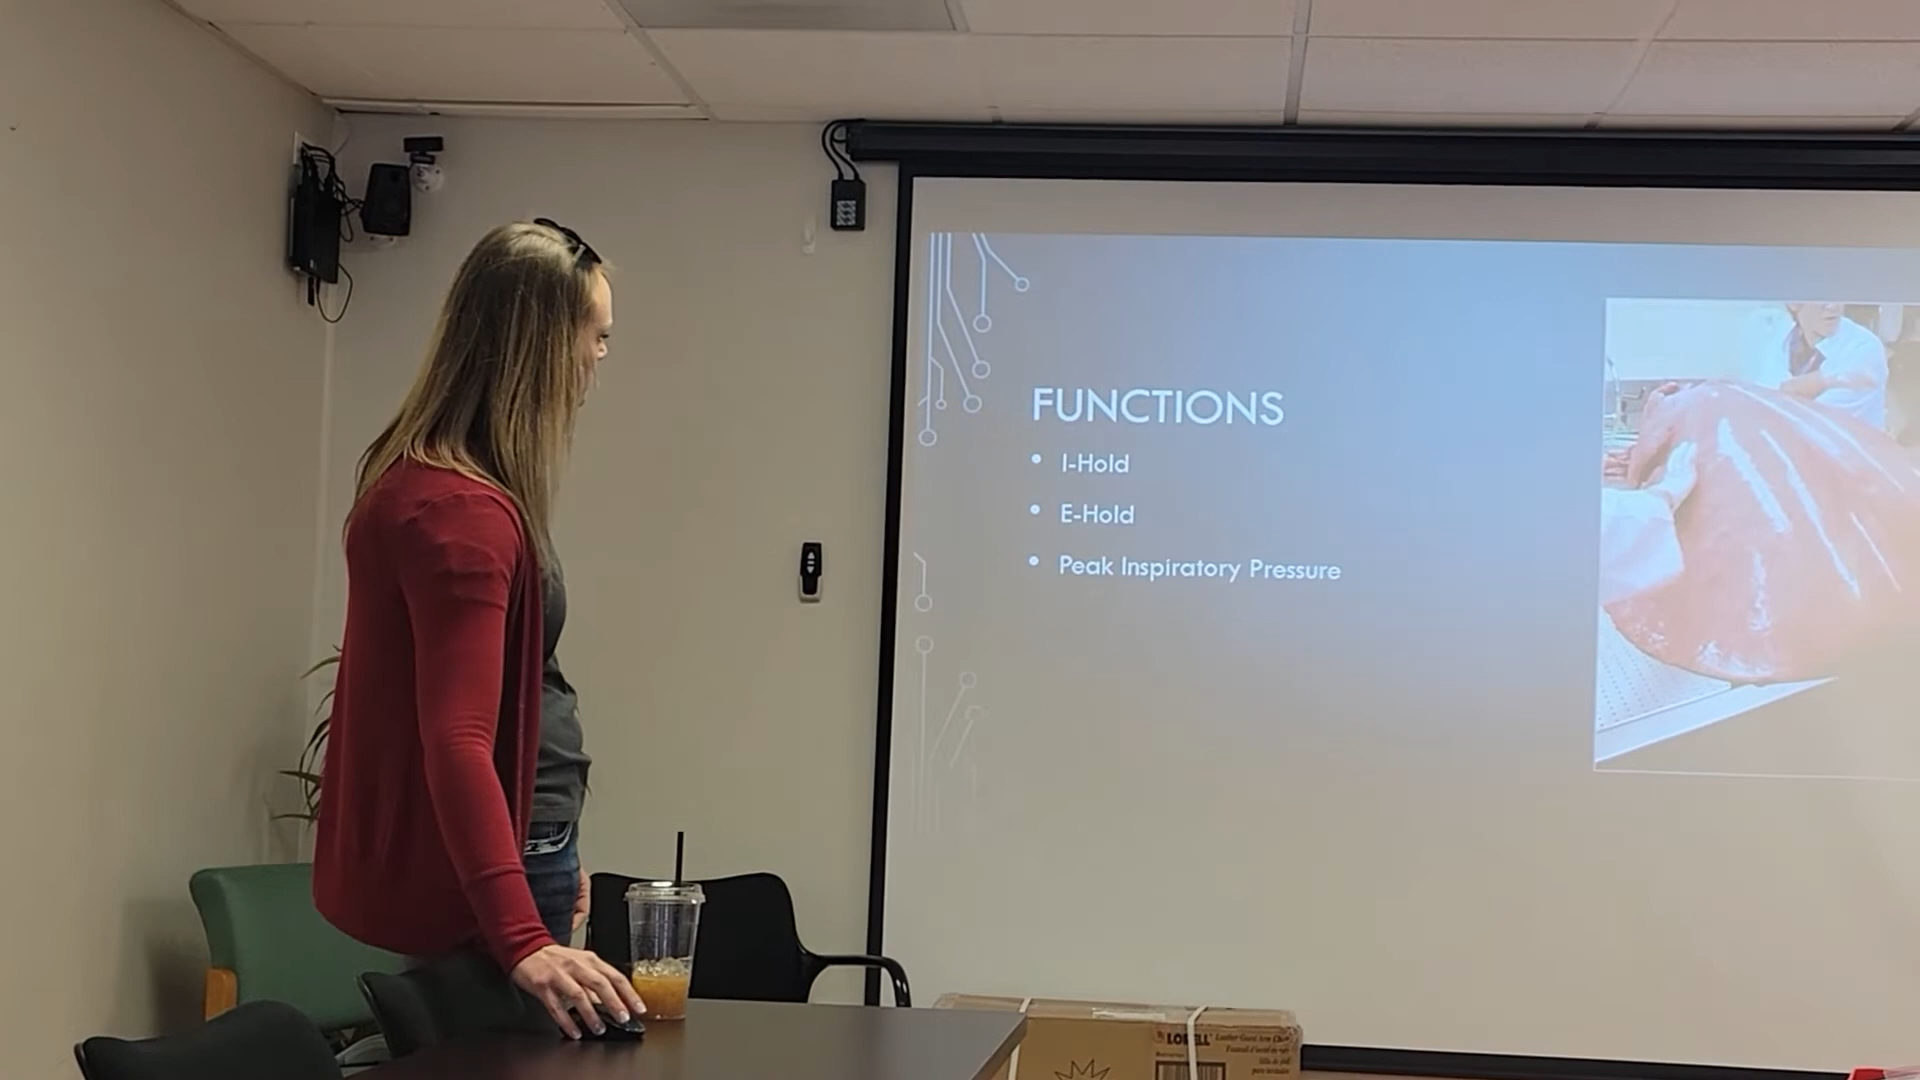 FUNCTIONS
• I-Hold
• E-Hold
• Peak Inspiratory Pressure
LORELL